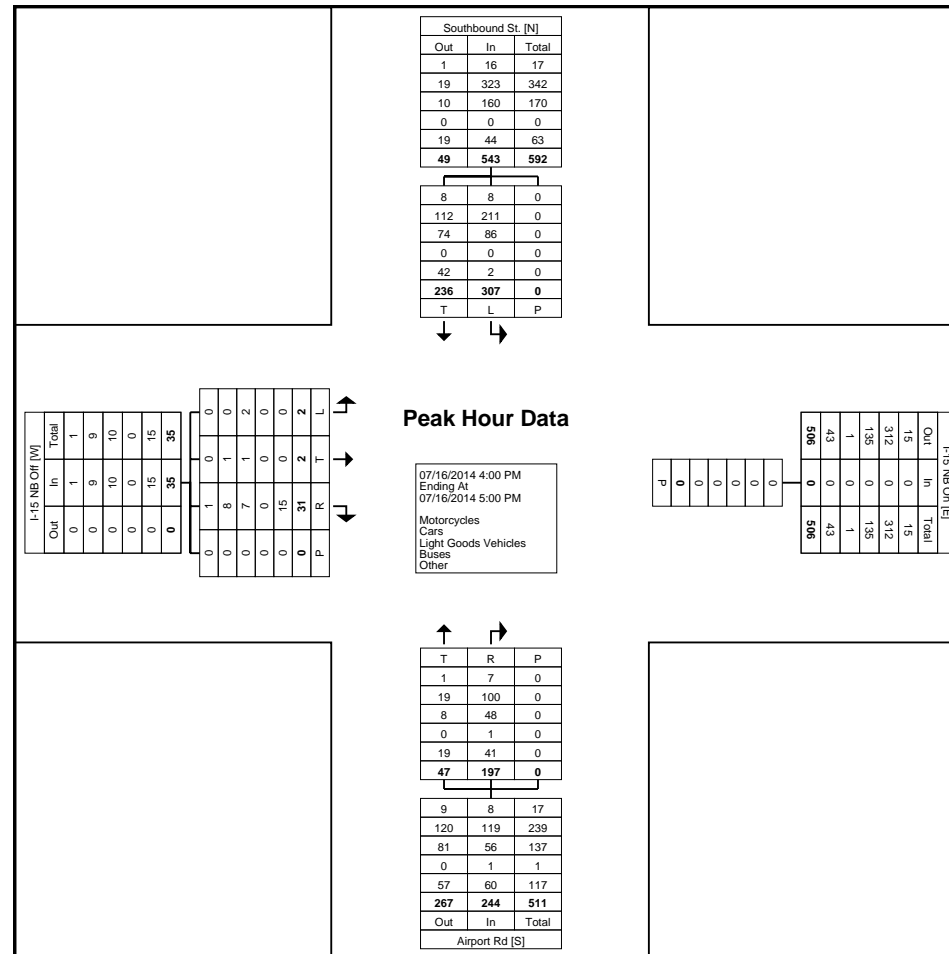 Southbound St. [N]
Out In Total
1 16 17
19 323 342
10 160 170
0 0 0
19 44 63
49 543 592
8 8 0
112 211 0
74 86 0
0 0 0
42 2 0
236 307 0
T L P
I-15 NB Off [W]
Out In Total
0 1 1
0 9 9
0 10 10
0 0 0
0 15 15
0 35 35
0 1 0 0
0 8 1 0
0 7 1 2
0 0 0 0
0 15 0 0
0 31 2 2
P R T L
Peak Hour Data
07/16/2014 4:00 PM
Ending At
07/16/2014 5:00 PM
Motorcycles
Cars
Light Goods Vehicles
Buses
Other
I-15 NB On [E]
Out In Total
15 0 15
312 0 312
135 0 135
1 0 1
43 0 43
506 0 506
0
0
0
0
0
0
P
T R P
1 7 0
19 100 0
8 48 0
0 1 0
19 41 0
47 197 0
9 8 17
120 119 239
81 56 137
0 1 1
57 60 117
267 244 511
Out In Total
Airport Rd [S]